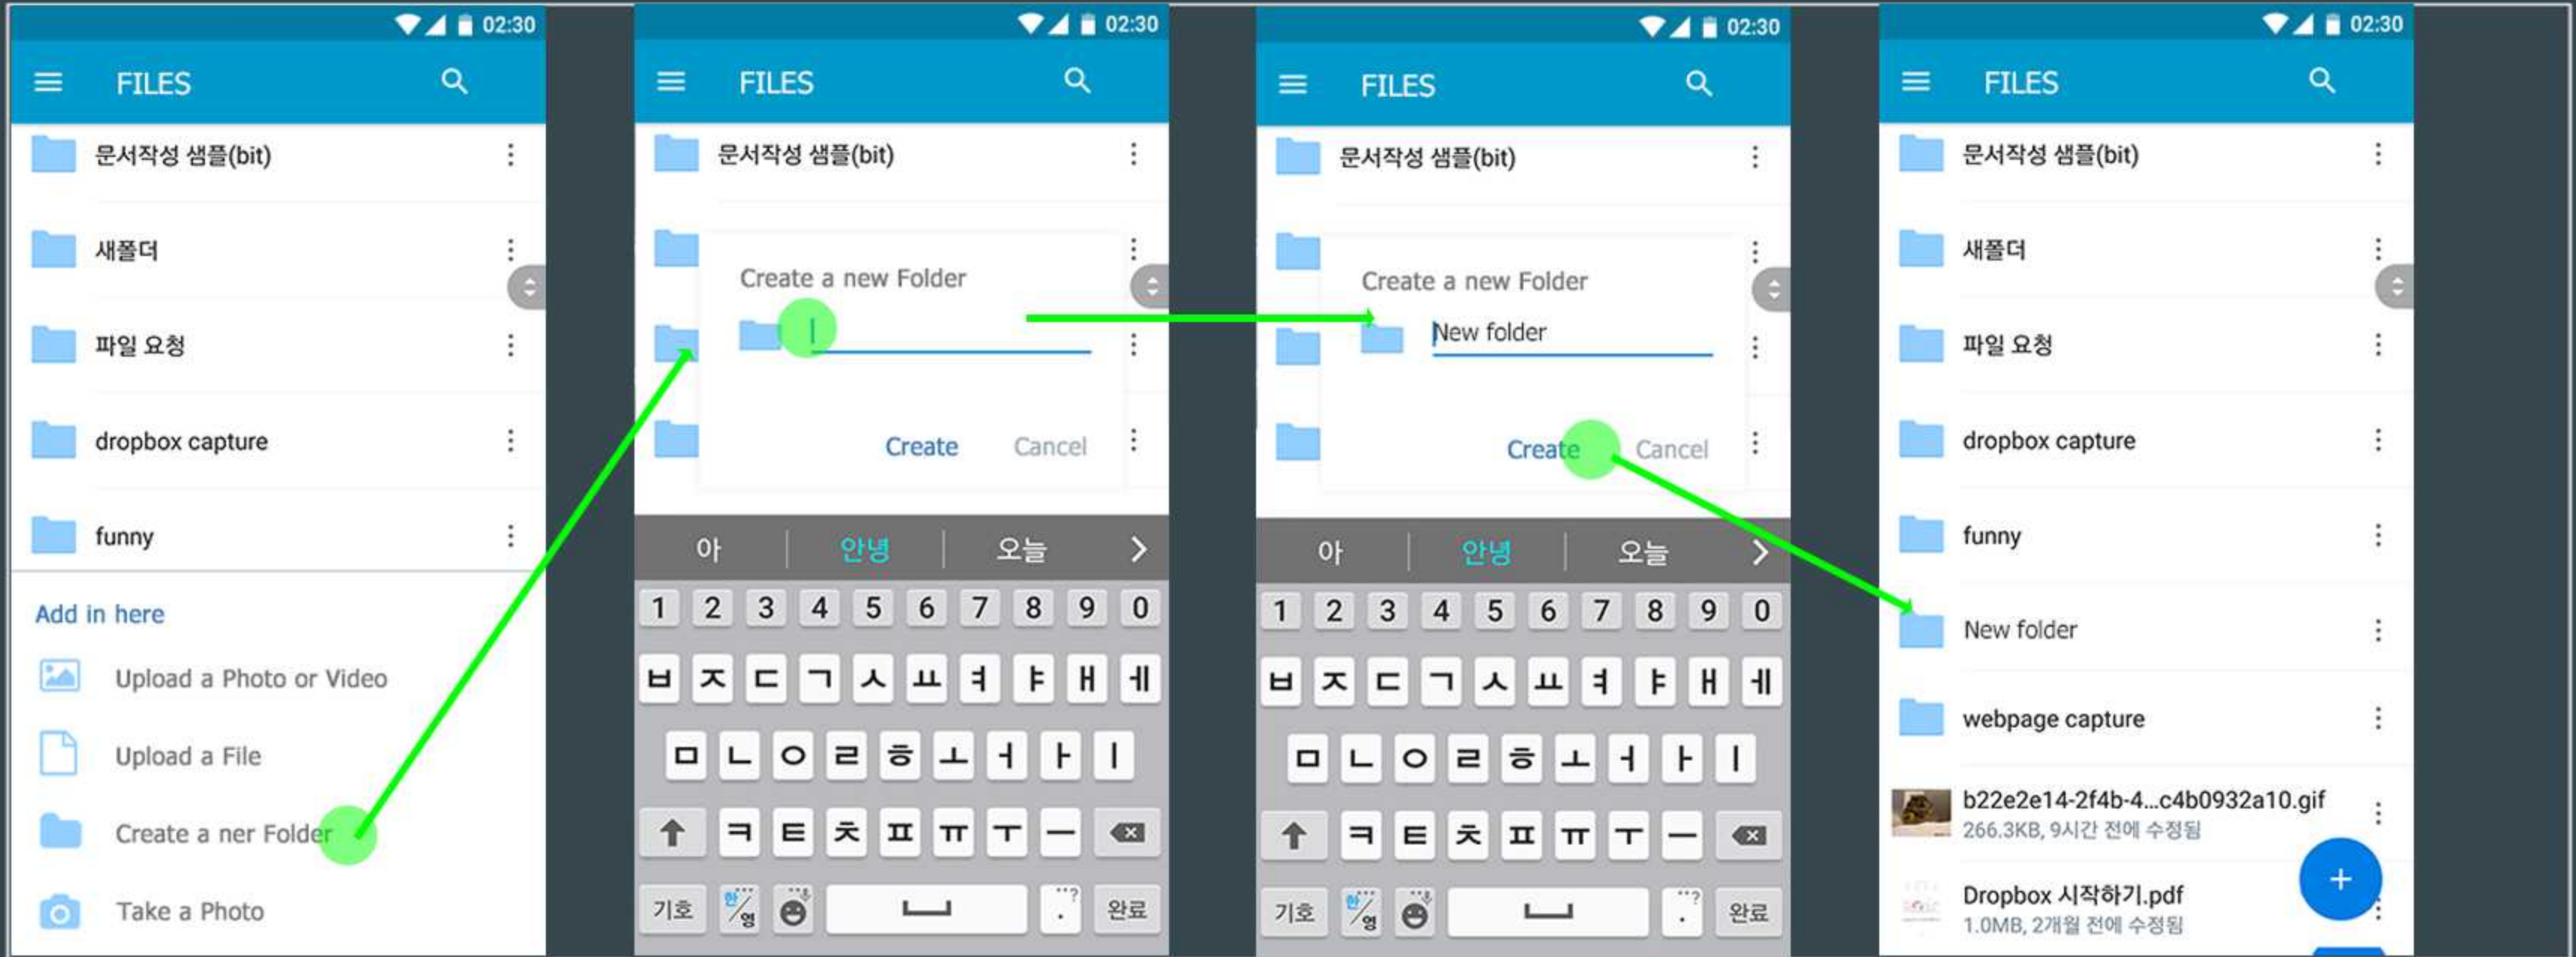 02:30
FILES
문서작성 샘플(bit)
새폴더
파일 요청
dropbox capture
funny
Add in here
Upload a Photo or Video
Upload a File
Create a ner Folder
Take a Photo
02:30
FILES
문서작성 샘플(bit)
Create a new Folder
Create Cancel
아 안녕 오늘
1 2 3 4 5 6 7 8 9 0
ㅂ ㅈ ㄷ ㄱ ㅅ ㅛ ㅕ ㅑ ㅐ ㅔ
ㅁ ㄴ ㅇ ㄹ ㅎ ㅗ ㅓ ㅏ ㅣ
ㅋ ㅌ ㅊ ㅍ ㅠ ㅜ ㅡ
기호 한/영 . ...? 완료
02:30
FILES
문서작성 샘플(bit)
Create a new Folder
New folder
Create Cancel
아 안녕 오늘
1 2 3 4 5 6 7 8 9 0
ㅂ ㅈ ㄷ ㄱ ㅅ ㅛ ㅕ ㅑ ㅐ ㅔ
ㅁ ㄴ ㅇ ㄹ ㅎ ㅗ ㅓ ㅏ ㅣ
ㅋ ㅌ ㅊ ㅍ ㅠ ㅜ ㅡ
기호 한/영 . ...? 완료
02:30
FILES
문서작성 샘플(bit)
새폴더
파일 요청
dropbox capture
funny
New folder
webpage capture
b22e2e14-2f4b-4...c4b0932a10.gif
266.3KB, 9시간 전에 수정됨
Dropbox 시작하기.pdf
1.0MB, 2개월 전에 수정됨